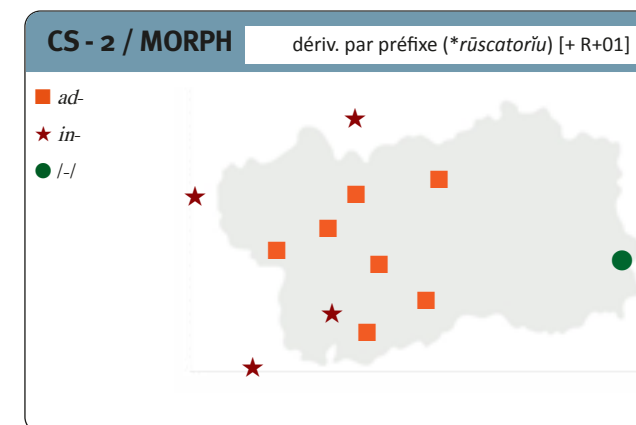 CS - 2 / MORPH
dériv. par préfixe (*rūscatorĭu) [+ R+01]
ad-
in-
/-/